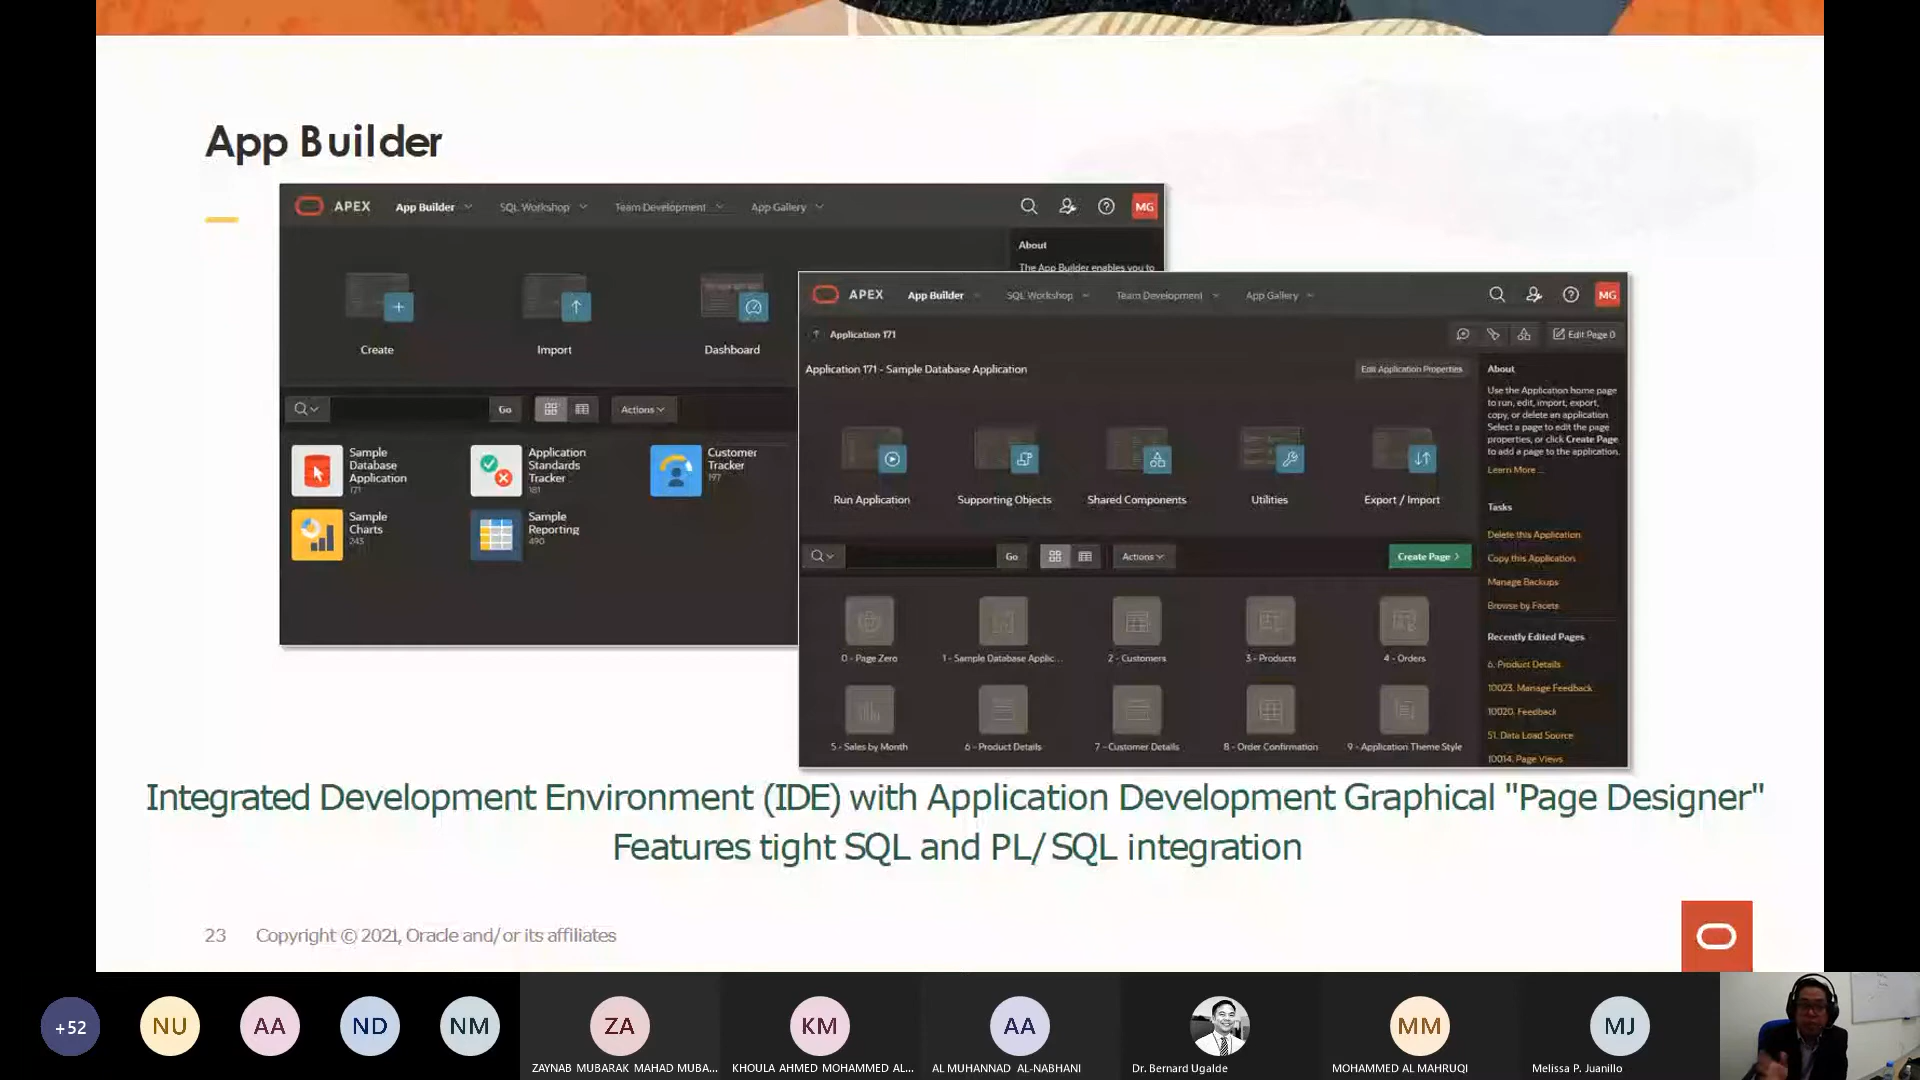 App Builder
APEX App Builder SQL Workshop Team Development App Gallery MG
About
The App Builder enables you to
Create Import Dashboard
Go Actions
Sample Database Application 171
Application Standards Tracker 181
Customer Tracker 197
Sample Charts 243
Sample Reporting 490
APEX App Builder SQL Workshop Team Development App Gallery MG
Application 171
Edit Page 0
Application 171 - Sample Database Application
Edit Application Properties
About
Use the Application home page
to run, edit, import, export,
copy, or delete an application.
Select a page to edit the page
properties, or click Create Page
to add a page to the application.
Learn More ...
Run Application Supporting Objects Shared Components Utilities Export / Import
Tasks
Delete this Application
Copy this Application
Manage Backups
Browse by Facets
Go Actions Create Page >
Recently Edited Pages
6. Product Details
10023. Manage Feedback
10020. Feedback
51. Data Load Source
10014. Page Views
0 - Page Zero 1 - Sample Database Applic... 2 - Customers 3 - Products 4 - Orders
5 - Sales by Month 6 - Product Details 7 - Customer Details 8 - Order Confirmation 9 - Application Theme Style
Integrated Development Environment (IDE) with Application Development Graphical "Page Designer"
Features tight SQL and PL/SQL integration
23 Copyright © 2021, Oracle and/or its affiliates
+52 NU AA ND NM ZA KM AA MM MJ
ZAYNAB MUBARAK MAHAD MUBA... KHOULA AHMED MOHAMMED AL... AL MUHANNAD AL-NABHANI Dr. Bernard Ugalde MOHAMMED AL MAHRUQI Melissa P. Juanillo